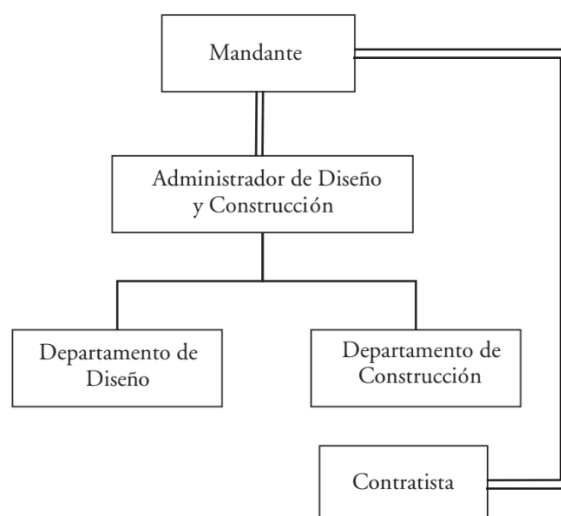 Mandante
Administrador de Diseño
y Construcción
Departamento de
Diseño
Departamento de
Construcción
Contratista